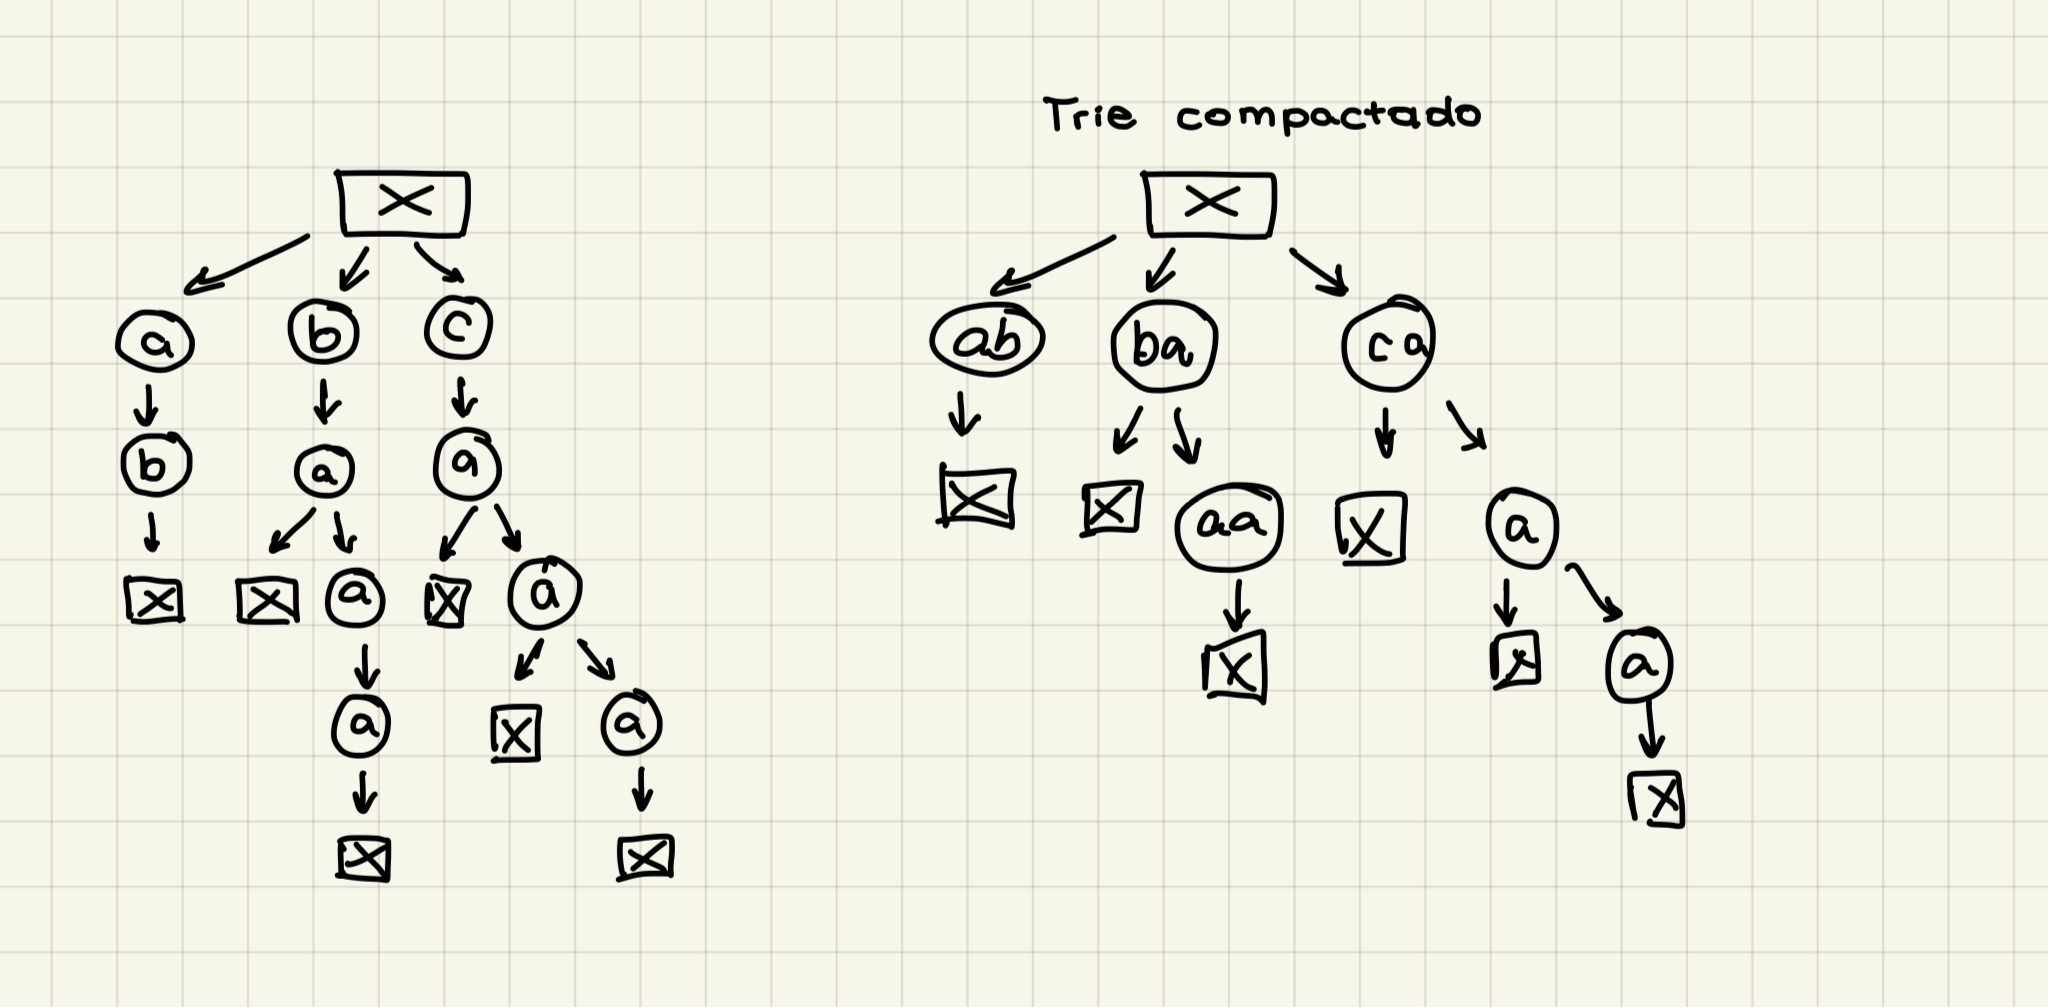 Trie compactado
X X
a b c ab ba ca
b a a
X X aa X a
X X a X a
X X a
a X a
X
X X